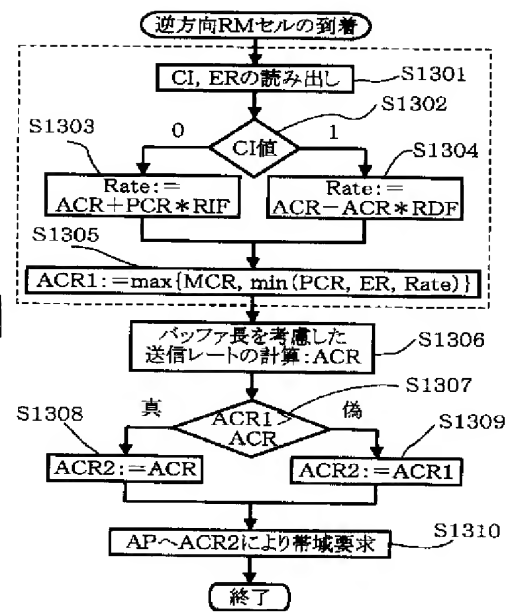 逆方向RMセルの到着
CI, ERの読み出し
S1301
S1302
S1303
0
CI値
1
S1304
Rate:=
ACR+PCR*RIF
Rate:=
ACR−ACR*RDF
S1305
ACR1:=max{MCR, min(PCR, ER, Rate)}
バッファ長を考慮した
送信レートの計算:ACR
S1306
S1307
S1308
真
ACR1>
ACR
偽
S1309
ACR2:=ACR
ACR2:=ACR1
S1310
APへACR2により帯域要求
終了